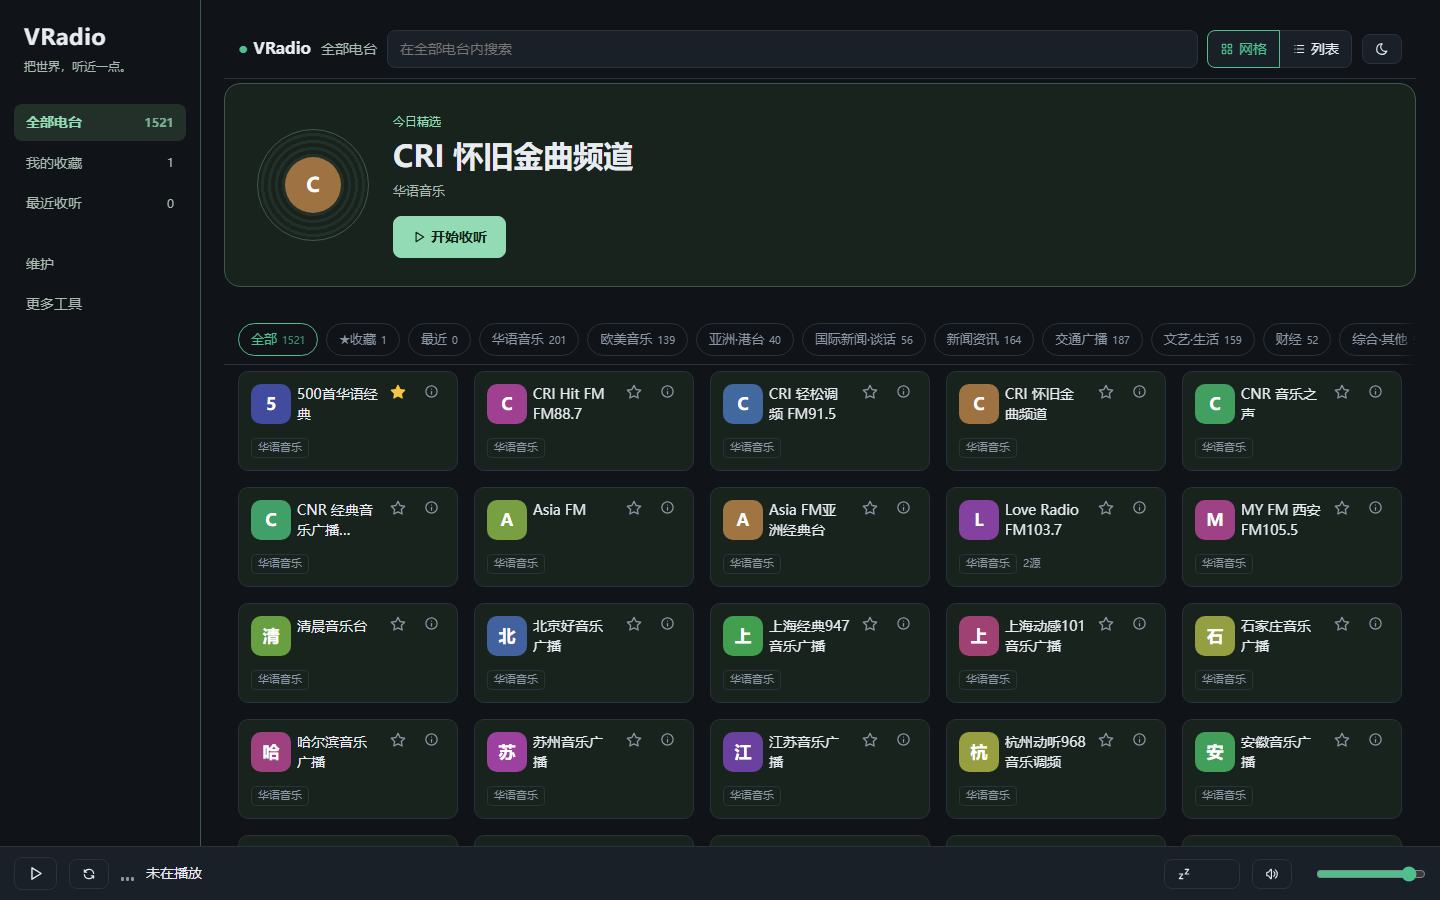 VRadio
把世界，听近一点。
全部电台 1521
我的收藏 1
最近收听 0
维护
更多工具
VRadio 全部电台 在全部电台内搜索 网格 列表
今日精选
C
CRI 怀旧金曲频道
华语音乐
开始收听
全部 1521 ★收藏 1 最近 0 华语音乐 201 欧美音乐 139 亚洲·港台 40 国际新闻·谈话 56 新闻资讯 164 交通广播 187 文艺·生活 159 财经 52 综合·其他
5
500首华语经
典
华语音乐
C
CRI Hit FM
FM88.7
华语音乐
C
CRI 轻松调
频 FM91.5
华语音乐
C
CRI 怀旧金
曲频道
华语音乐
C
CNR 音乐之
声
华语音乐
C
CNR 经典音
乐广播...
华语音乐
A
Asia FM
华语音乐
A
Asia FM亚
洲经典台
华语音乐
L
Love Radio
FM103.7
华语音乐 2源
M
MY FM 西安
FM105.5
华语音乐
清
清晨音乐台
华语音乐
北
北京好音乐
广播
华语音乐
上
上海经典947
音乐广播
华语音乐
上
上海动感101
音乐广播
华语音乐
石
石家庄音乐
广播
华语音乐
哈
哈尔滨音乐
广播
华语音乐
苏
苏州音乐广
播
华语音乐
江
江苏音乐广
播
华语音乐
杭
杭州动听968
音乐调频
华语音乐
安
安徽音乐广
播
华语音乐
... 未在播放 zz